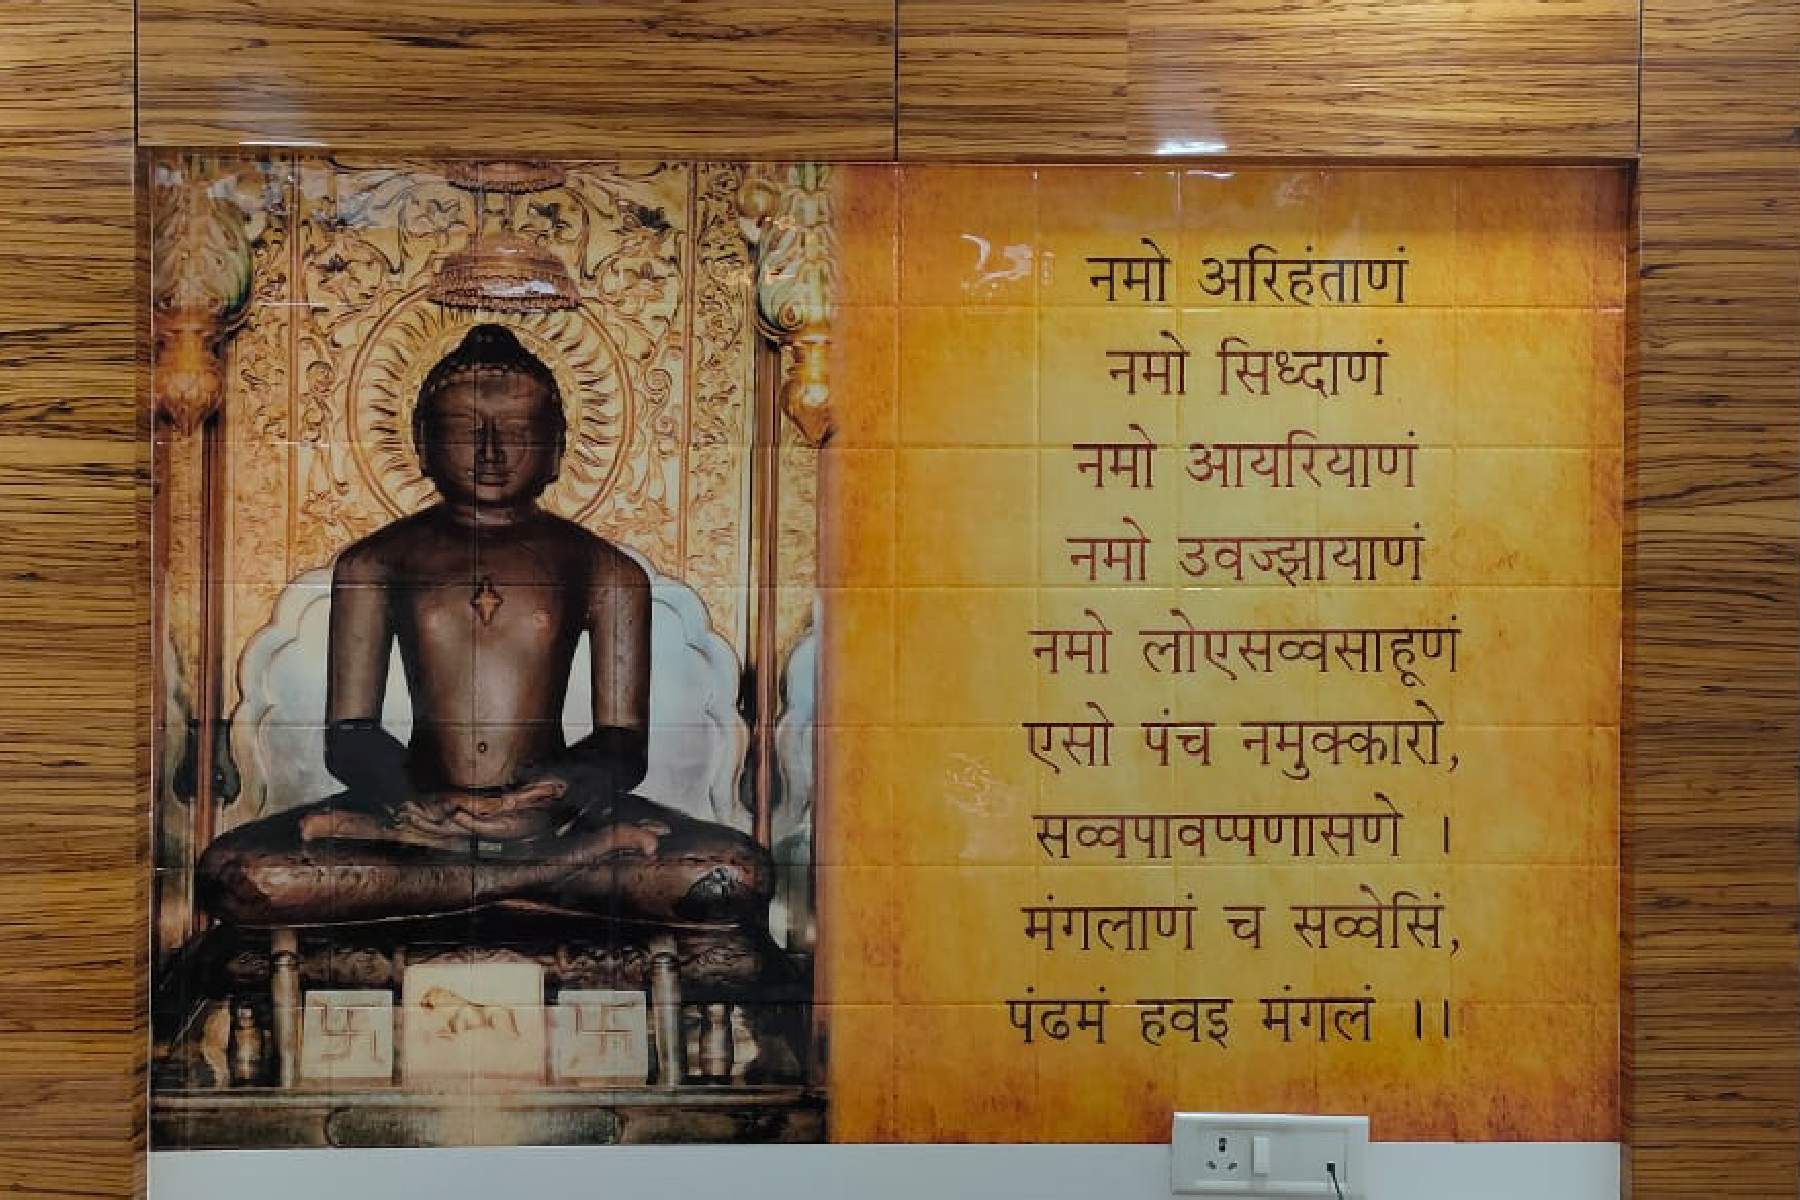 नमो अरिहंताणं
नमो सिध्दाणं
नमो आयरियाणं
नमो उवज्झायाणं
नमो लोएसव्वसाहूणं
एसो पंच नमुक्कारो,
सव्वपावप्पणासणे ।
मंगलाणं च सव्वेसिं,
पंढमं हवइ मंगलं ।।